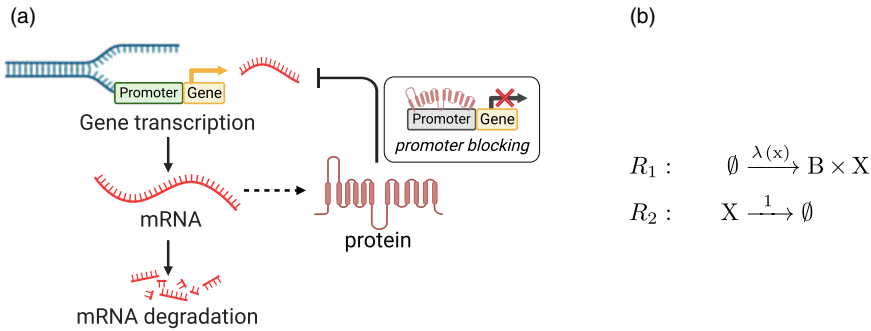 (a)
(b)
Promoter
Gene
Gene transcription
Promoter
Gene
promoter blocking
mRNA
protein
mRNA degradation
R₁ : ∅ λ(x) B × X
R₂ : X 1 ∅